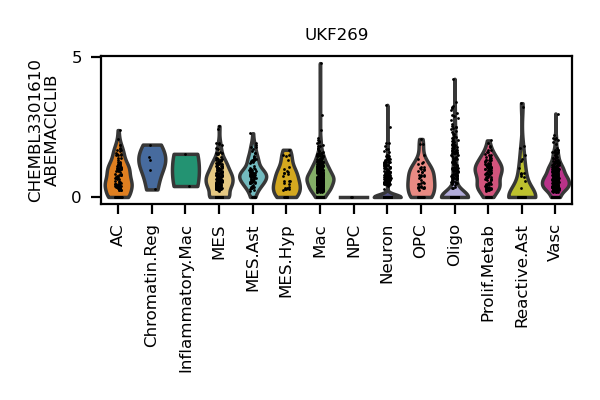 UKF269
CHEMBL3301610
ABEMACICLIB
5
0
AC
Chromatin.Reg
Inflammatory.Mac
MES
MES.Ast
MES.Hyp
Mac
NPC
Neuron
OPC
Oligo
Prolif.Metab
Reactive.Ast
Vasc